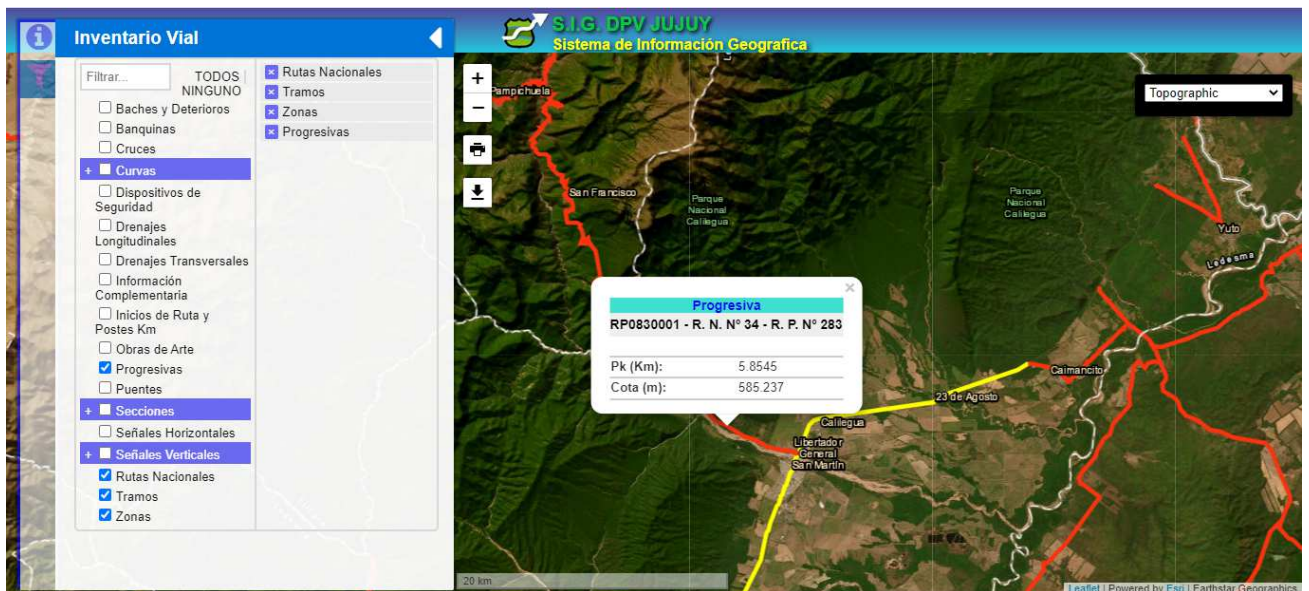 Inventario Vial
S.I.G. DPV JUJUY
Sistema de Información Geografica
Filtrar...
TODOS |
NINGUNO
Baches y Deterioros
Banquinas
Cruces
+ Curvas
Dispositivos de
Seguridad
Drenajes
Longitudinales
Drenajes Transversales
Información
Complementaria
Inicios de Ruta y
Postes Km
Obras de Arte
Progresivas
Puentes
+ Secciones
Señales Horizontales
+ Señales Verticales
Rutas Nacionales
Tramos
Zonas
× Rutas Nacionales
× Tramos
× Zonas
× Progresivas
+
−
Topographic
Pampichuela
San Francisco
Parque
Nacional
Calilegua
Parque
Nacional
Calilegua
Yuto
Ledesma
×
Progresiva
RP0830001 - R. N. Nº 34 - R. P. Nº 283
Pk (Km): 5.8545
Cota (m): 585.237
Caimancito
23 de Agosto
Calilegua
Libertador
General
San Martín
20 km
Leaflet | Powered by Esri | Earthstar Geographics